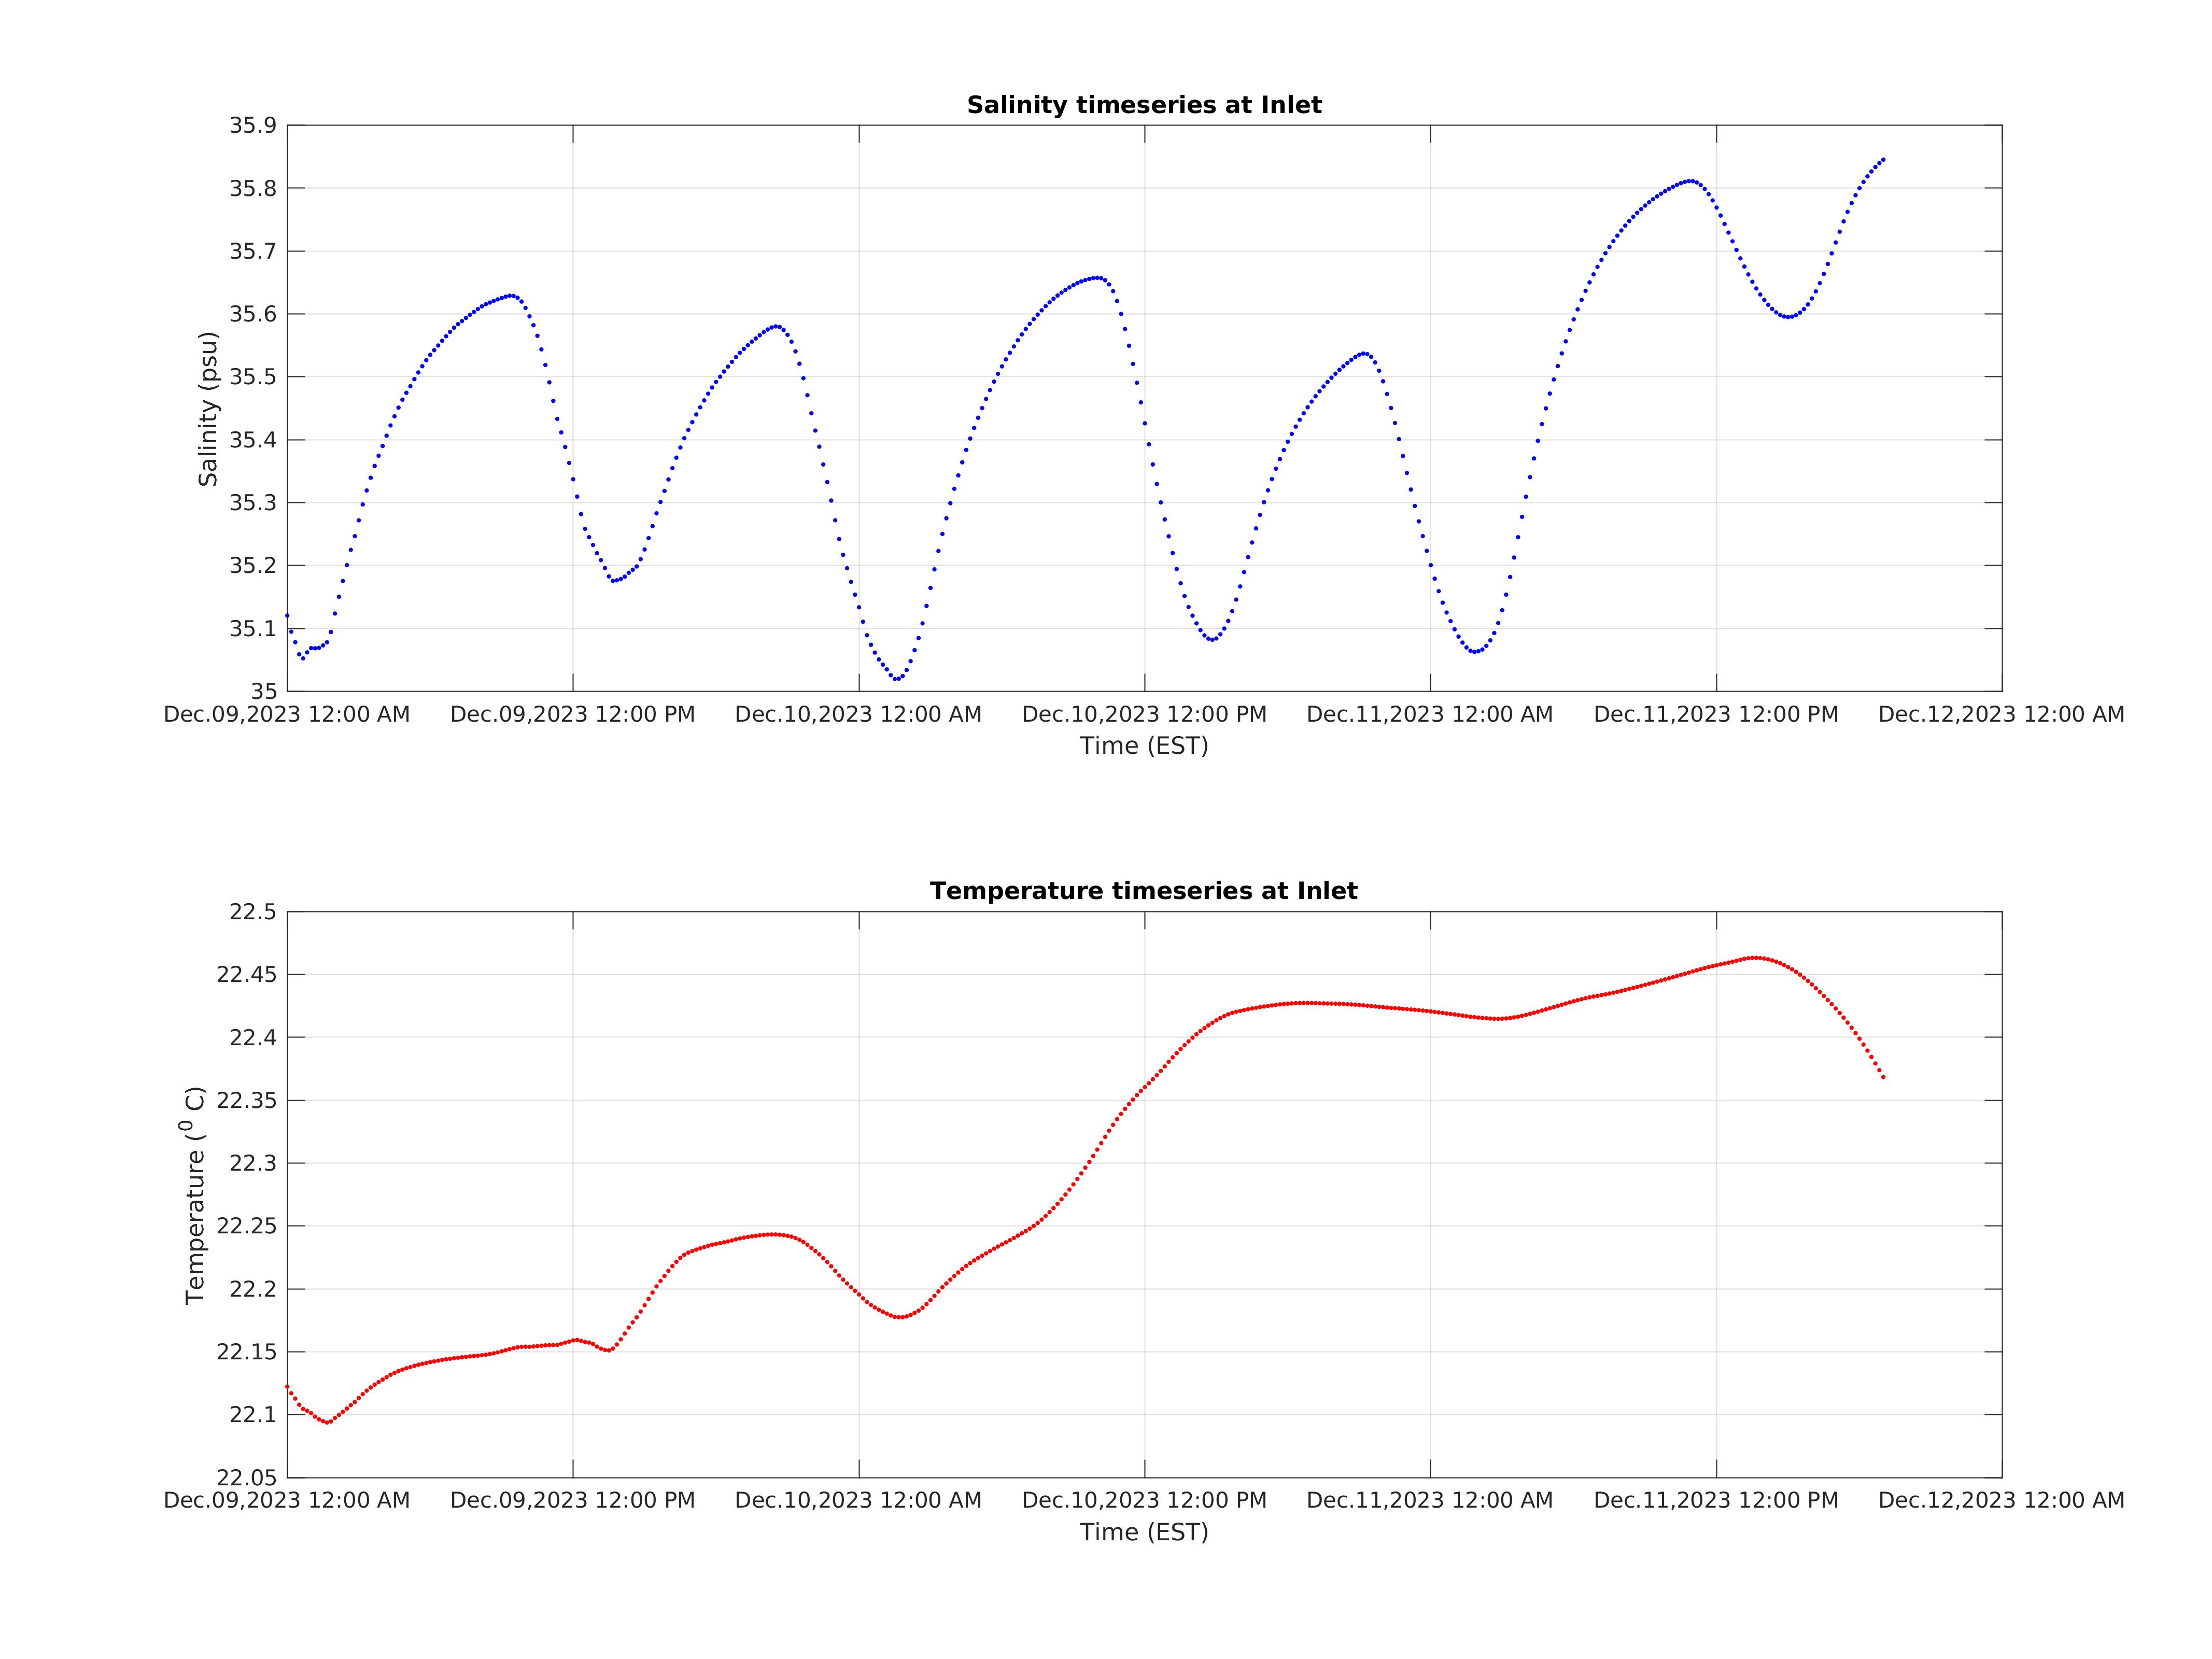 Salinity timeseries at Inlet
35.9
35.8
35.7
35.6
35.5
35.4
35.3
35.2
35.1
35
Salinity (psu)
Dec.09,2023 12:00 AM Dec.09,2023 12:00 PM Dec.10,2023 12:00 AM Dec.10,2023 12:00 PM Dec.11,2023 12:00 AM Dec.11,2023 12:00 PM Dec.12,2023 12:00 AM
Time (EST)
Temperature timeseries at Inlet
22.5
22.45
22.4
22.35
22.3
22.25
22.2
22.15
22.1
22.05
Temperature (⁰ C)
Dec.09,2023 12:00 AM Dec.09,2023 12:00 PM Dec.10,2023 12:00 AM Dec.10,2023 12:00 PM Dec.11,2023 12:00 AM Dec.11,2023 12:00 PM Dec.12,2023 12:00 AM
Time (EST)